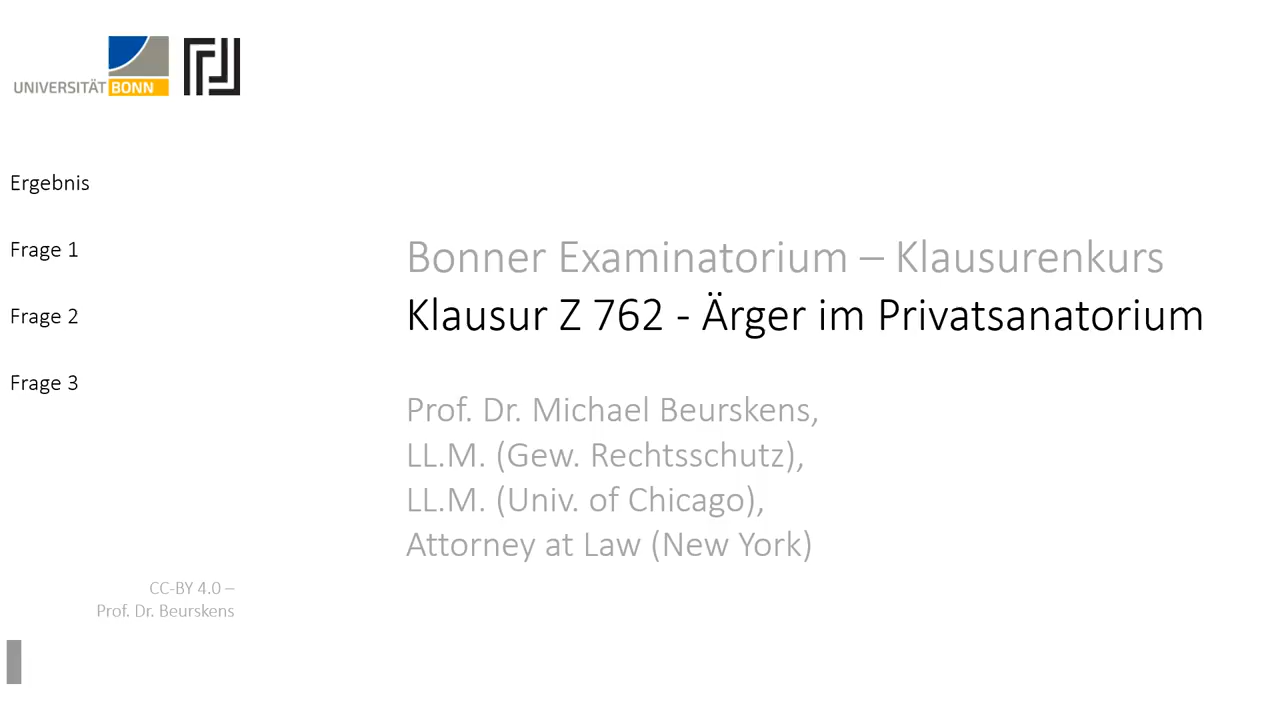 UNIVERSITÄT BONN
Ergebnis
Frage 1
Frage 2
Frage 3
Bonner Examinatorium – Klausurenkurs
Klausur Z 762 - Ärger im Privatsanatorium
Prof. Dr. Michael Beurskens,
LL.M. (Gew. Rechtsschutz),
LL.M. (Univ. of Chicago),
Attorney at Law (New York)
CC-BY 4.0 –
Prof. Dr. Beurskens